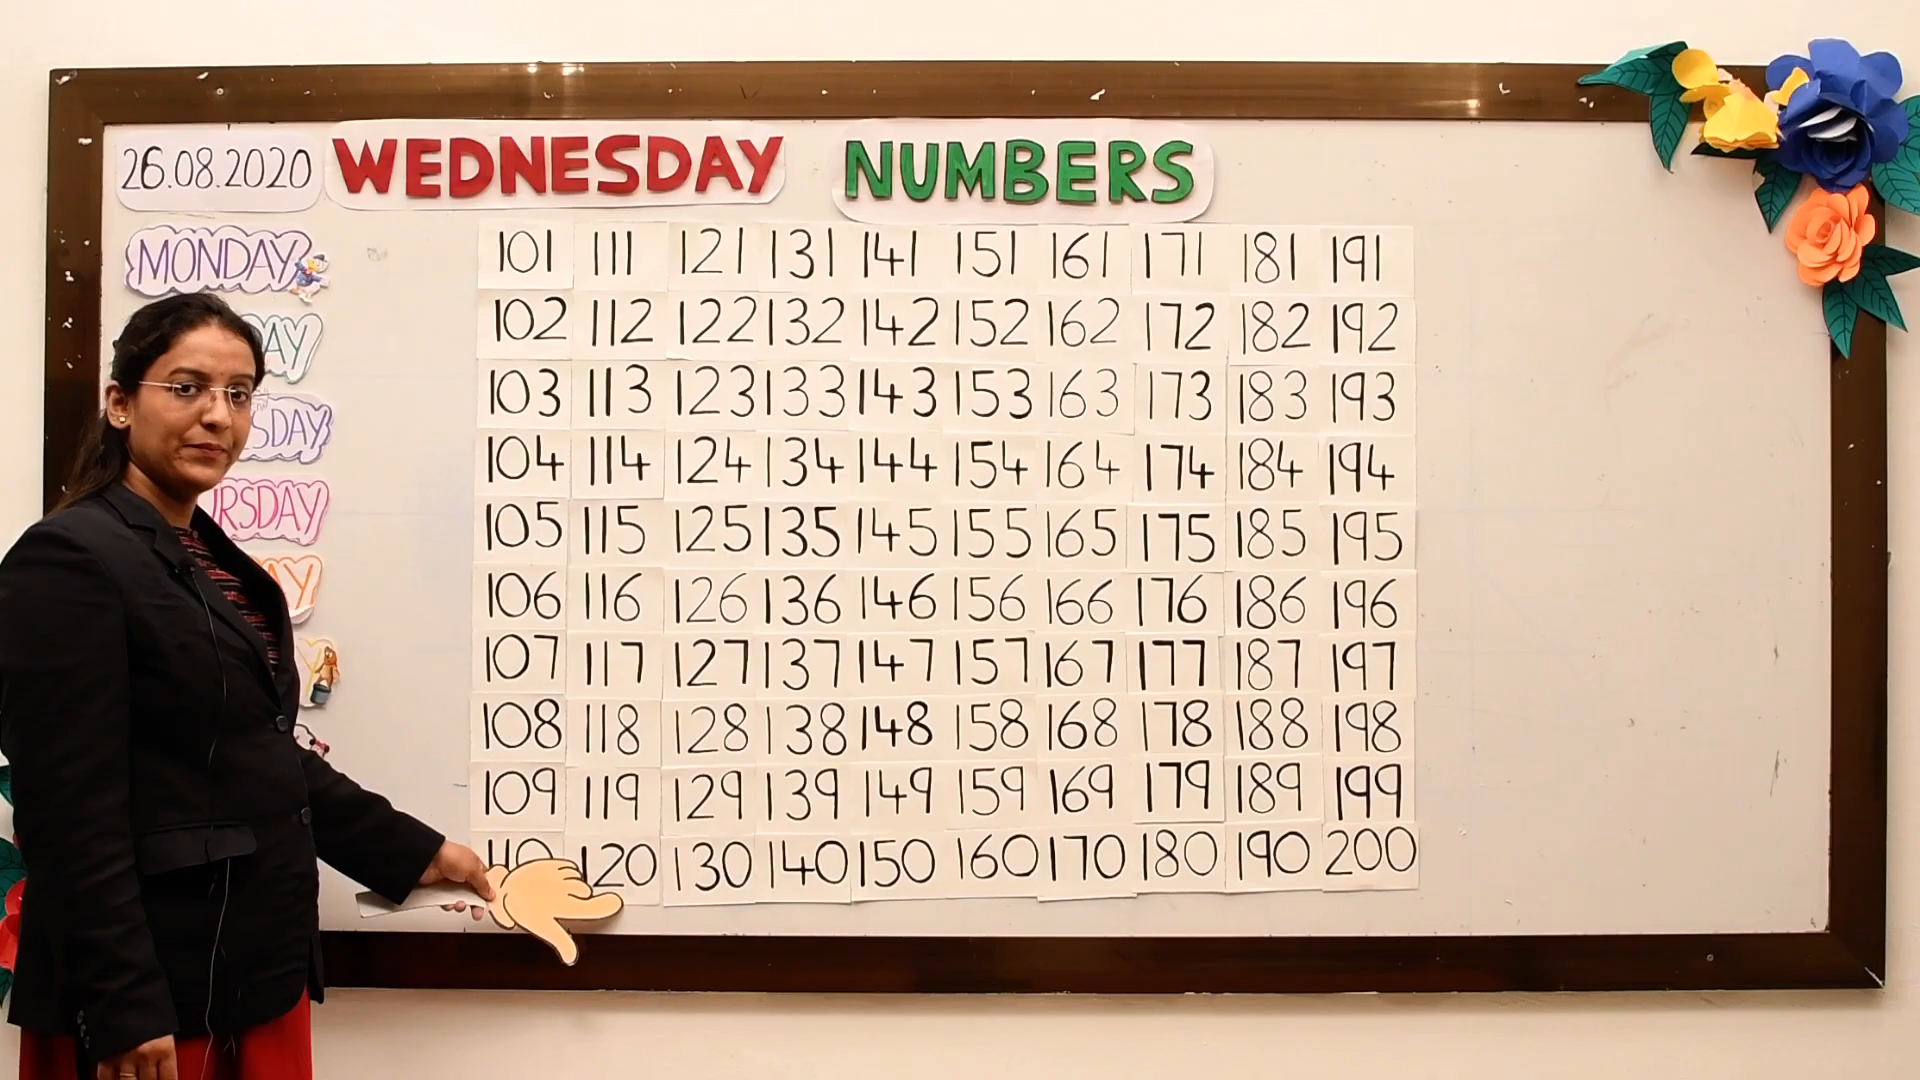 26.08.2020 WEDNESDAY NUMBERS
MONDAY
101 111 121 131 141 151 161 171 181 191
102 112 122 132 142 152 162 172 182 192
103 113 123 133 143 153 163 173 183 193
104 114 124 134 144 154 164 174 184 194
105 115 125 135 145 155 165 175 185 195
106 116 126 136 146 156 166 176 186 196
107 117 127 137 147 157 167 177 187 197
108 118 128 138 148 158 168 178 188 198
109 119 129 139 149 159 169 179 189 199
110 120 130 140 150 160 170 180 190 200
AY
SDAY
URSDAY
AY
Y